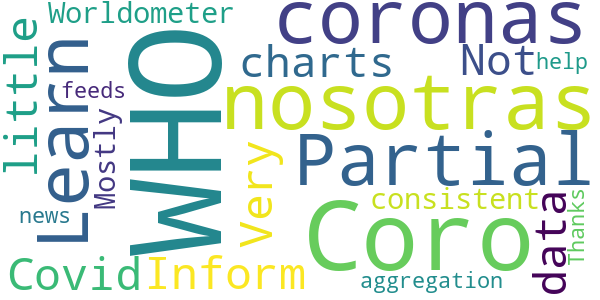 Worldometer
coronas
little
Learn
feeds
Mostly
WHO
charts
Not
help
nosotras
Partial
Very
consistent
data
Thanks
news
Coro
Covid
Inform
aggregation